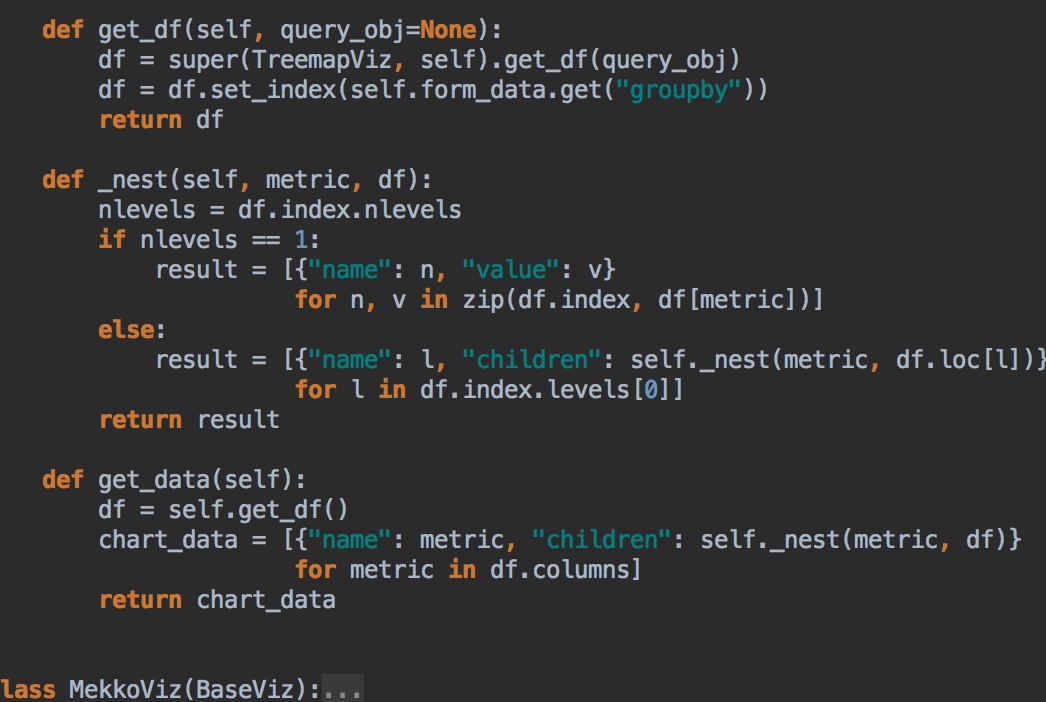 def get_df(self, query_obj=None):
    df = super(TreemapViz, self).get_df(query_obj)
    df = df.set_index(self.form_data.get("groupby"))
    return df

def _nest(self, metric, df):
    nlevels = df.index.nlevels
    if nlevels == 1:
        result = [{"name": n, "value": v}
                  for n, v in zip(df.index, df[metric])]
    else:
        result = [{"name": l, "children": self._nest(metric, df.loc[l])}
                  for l in df.index.levels[0]]
    return result

def get_data(self):
    df = self.get_df()
    chart_data = [{"name": metric, "children": self._nest(metric, df)}
                  for metric in df.columns]
    return chart_data

lass MekkoViz(BaseViz):...